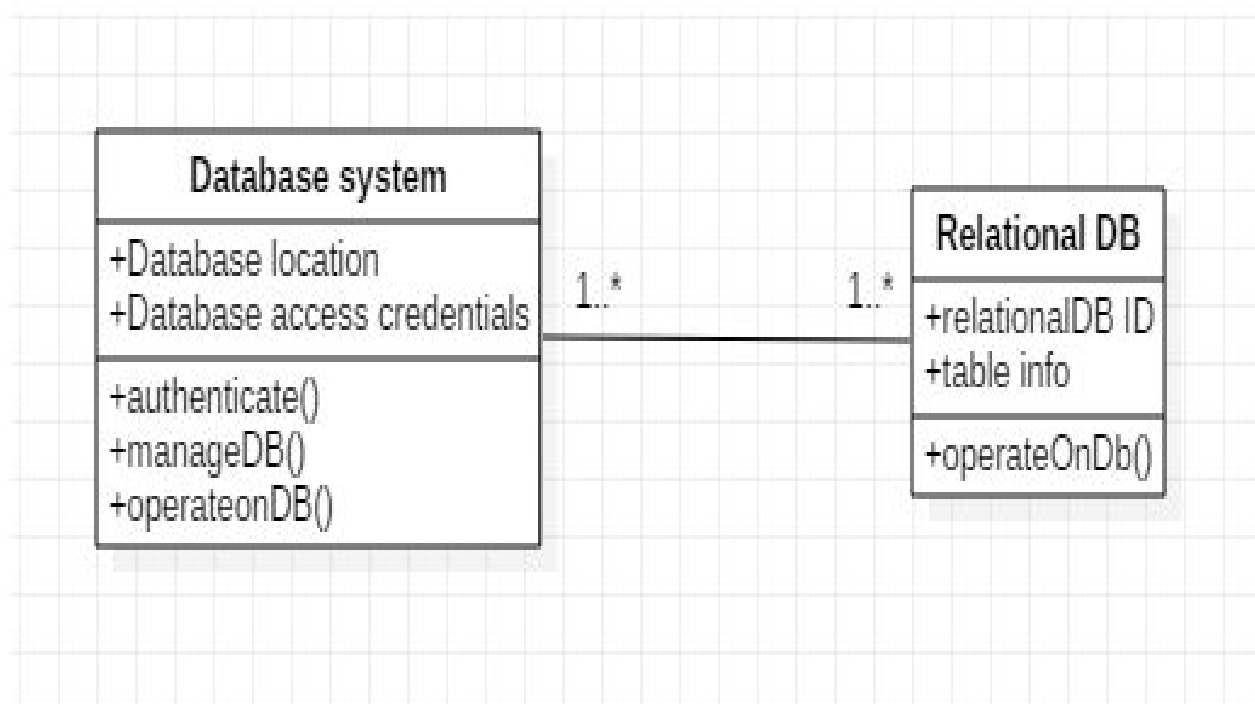 Database system
+Database location
+Database access credentials
+authenticate()
+manageDB()
+operateonDB()
1..*
1..*
Relational DB
+relationalDB ID
+table info
+operateOnDb()